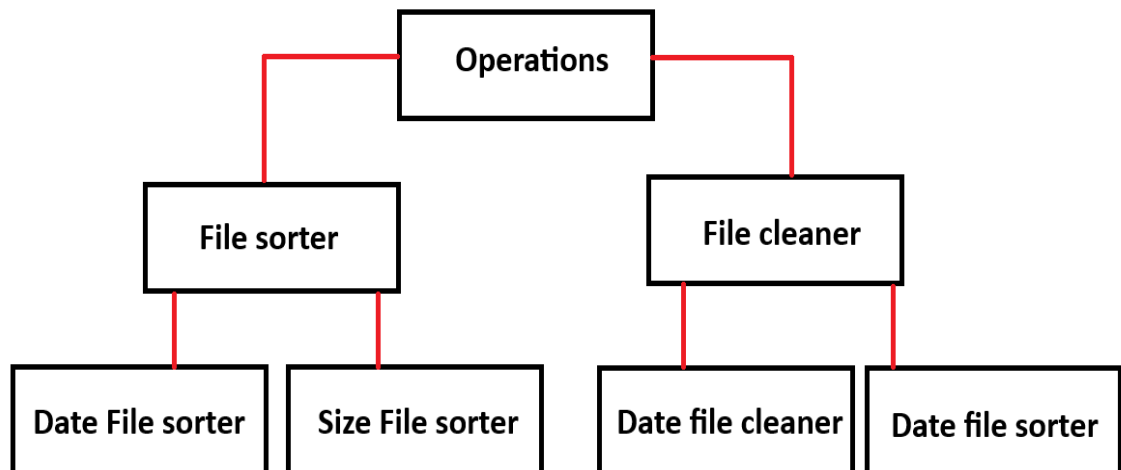 Operations
File sorter
File cleaner
Date File sorter
Size File sorter
Date file cleaner
Date file sorter